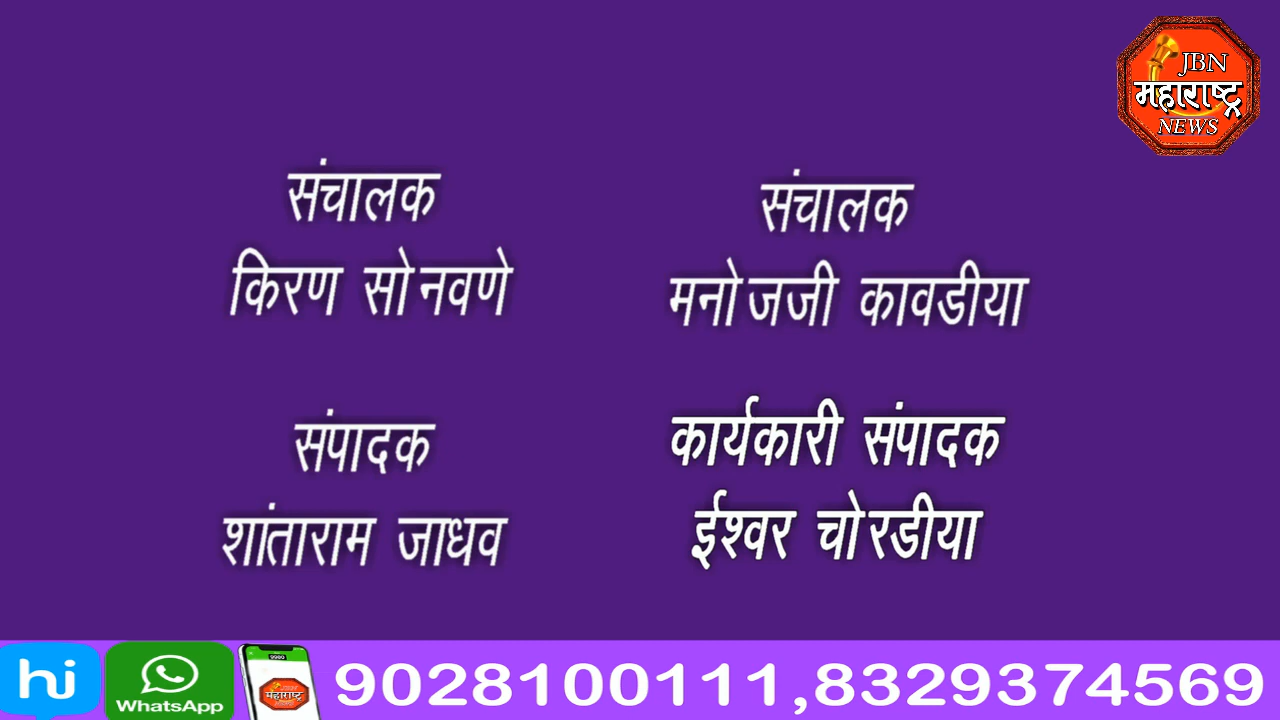 JBN
महाराष्ट्र
NEWS
संचालक
किरण सोनवणे
संचालक
मनोजजी कावडीया
संपादक
शांताराम जाधव
कार्यकारी संपादक
ईश्वर चोरडीया
hi
WhatsApp
महाराष्ट्र
9028100111,8329374569